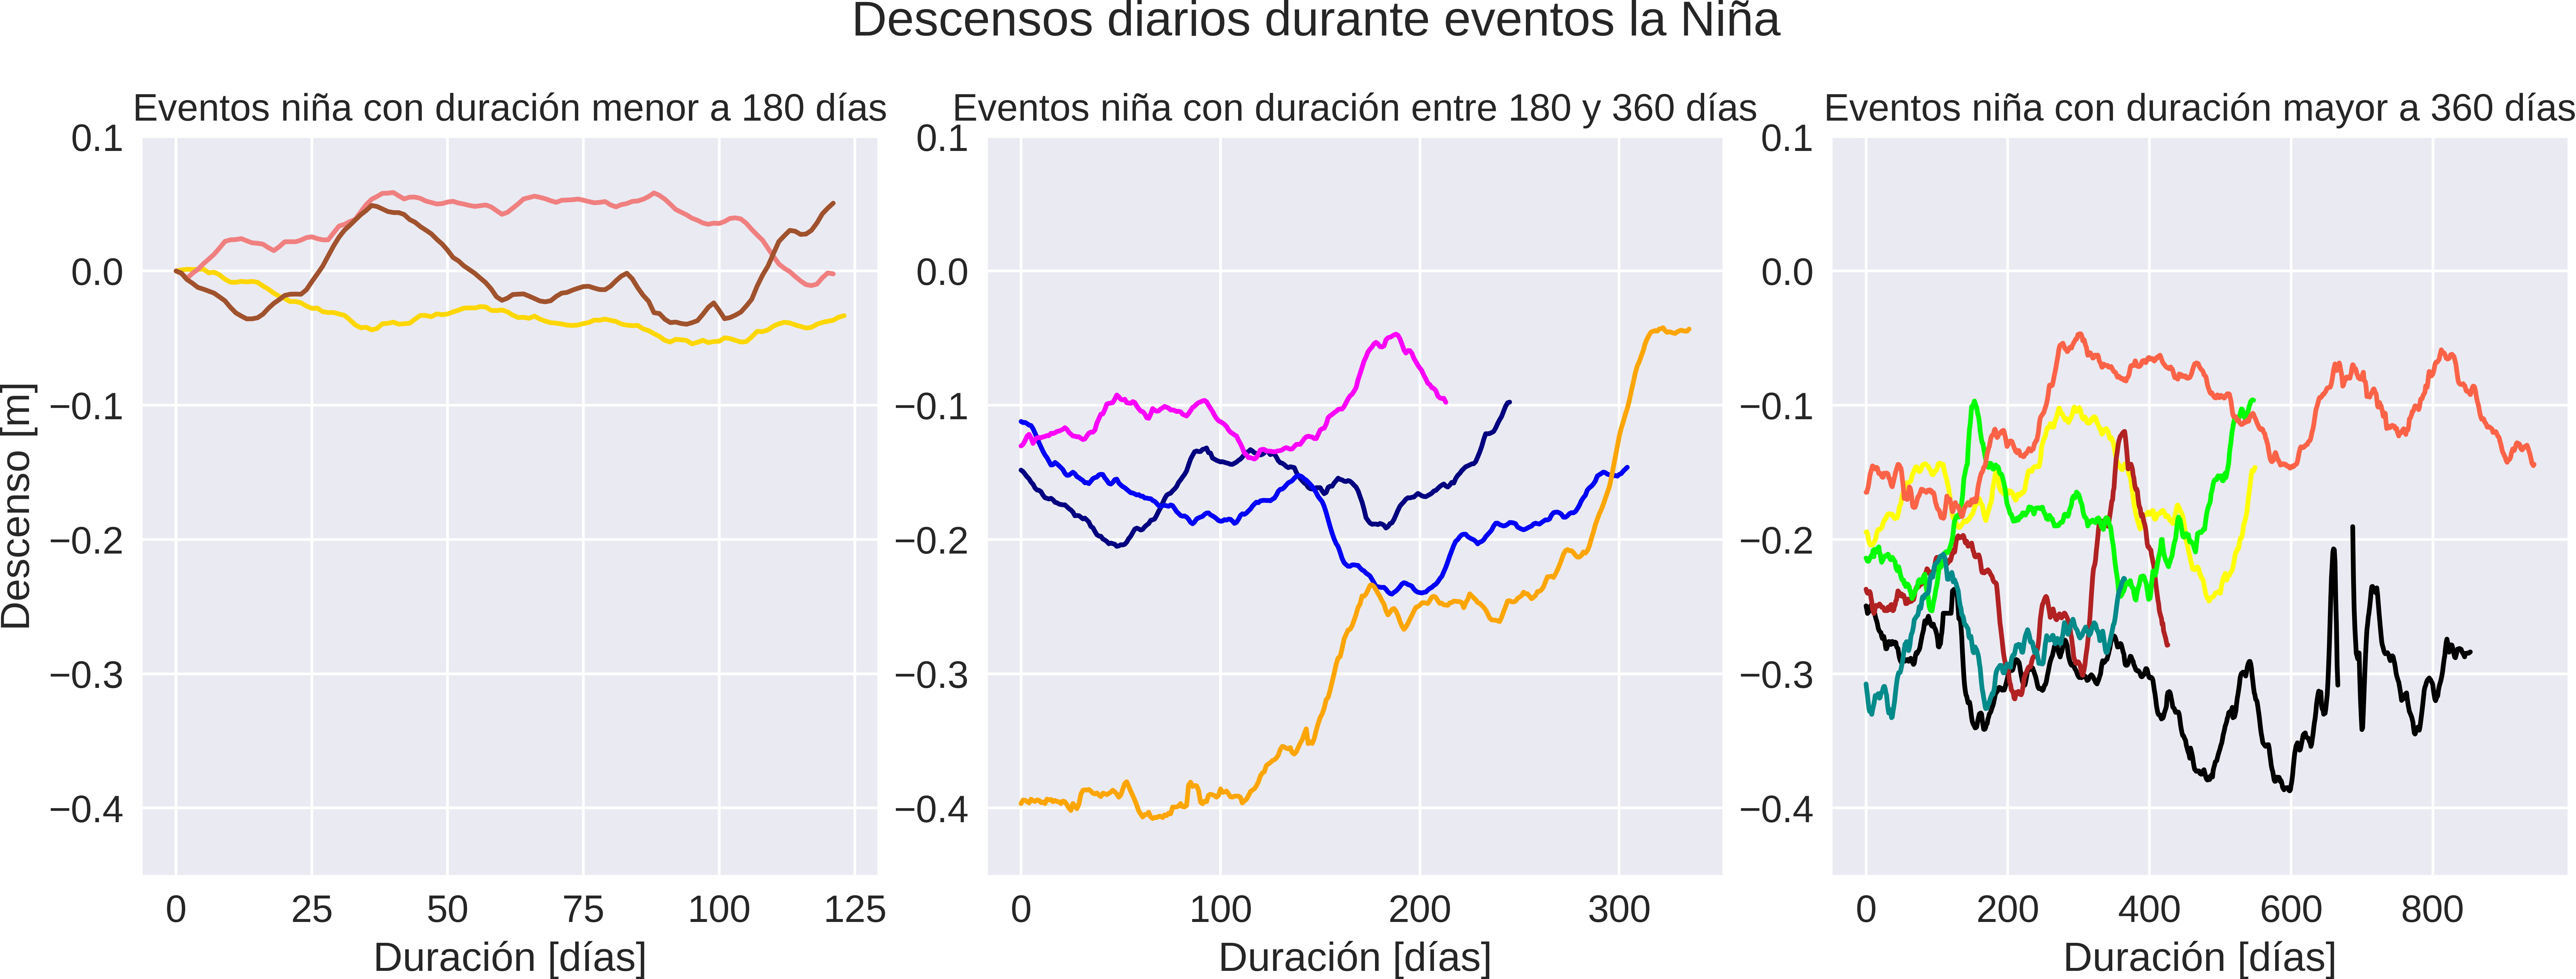 Descensos diarios durante eventos la Niña
Eventos niña con duración menor a 180 días
Eventos niña con duración entre 180 y 360 días
Eventos niña con duración mayor a 360 días
Descenso [m]
0.1
0.0
−0.1
−0.2
−0.3
−0.4
0 25 50 75 100 125
Duración [días]
0.1
0.0
−0.1
−0.2
−0.3
−0.4
0 100 200 300
Duración [días]
0.1
0.0
−0.1
−0.2
−0.3
−0.4
0 200 400 600 800
Duración [días]